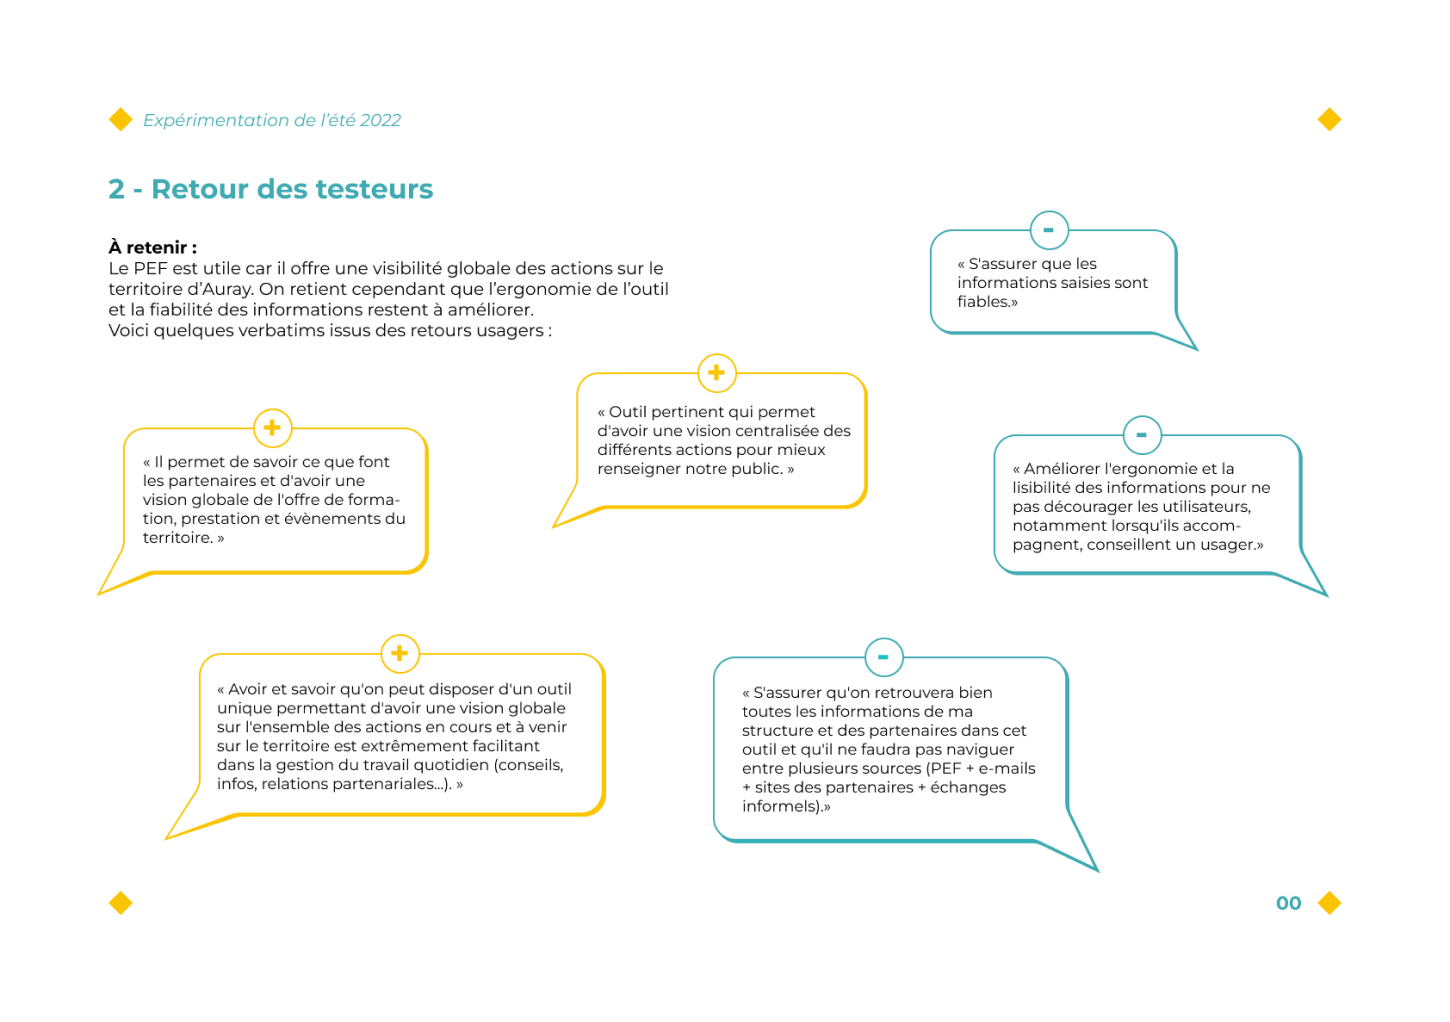 Expérimentation de l’été 2022
2 - Retour des testeurs
À retenir :
Le PEF est utile car il offre une visibilité globale des actions sur le
territoire d’Auray. On retient cependant que l’ergonomie de l’outil
et la fiabilité des informations restent à améliorer.
Voici quelques verbatims issus des retours usagers :
-
« S'assurer que les
informations saisies sont
fiables.»
+
« Outil pertinent qui permet
d'avoir une vision centralisée des
différents actions pour mieux
renseigner notre public. »
+
« Il permet de savoir ce que font
les partenaires et d'avoir une
vision globale de l'offre de forma-
tion, prestation et évènements du
territoire. »
-
« Améliorer l'ergonomie et la
lisibilité des informations pour ne
pas décourager les utilisateurs,
notamment lorsqu'ils accom-
pagnent, conseillent un usager.»
+
« Avoir et savoir qu'on peut disposer d'un outil
unique permettant d'avoir une vision globale
sur l'ensemble des actions en cours et à venir
sur le territoire est extrêmement facilitant
dans la gestion du travail quotidien (conseils,
infos, relations partenariales...). »
-
« S'assurer qu'on retrouvera bien
toutes les informations de ma
structure et des partenaires dans cet
outil et qu'il ne faudra pas naviguer
entre plusieurs sources (PEF + e-mails
+ sites des partenaires + échanges
informels).»
00